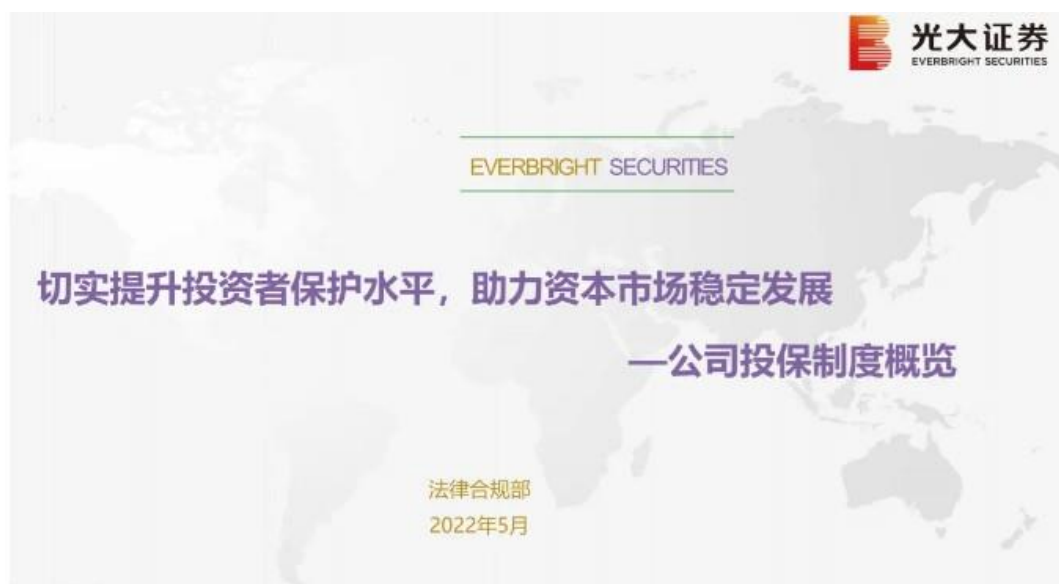 光大证券
EVERBRIGHT SECURITIES
EVERBRIGHT SECURITIES
切实提升投资者保护水平，助力资本市场稳定发展
—公司投保制度概览
法律合规部
2022年5月